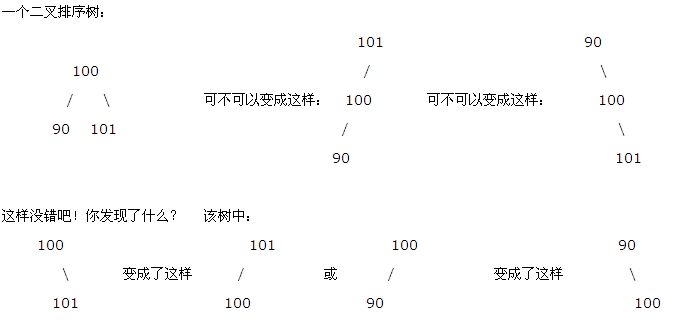 一个二叉排序树：
101 90
100 / \
/ \ 可不可以变成这样： 100 可不可以变成这样： 100
90 101 / \
90 101
这样没错吧！你发现了什么？ 该树中：
100 101 100 90
\ 变成了这样 / 或 / 变成了这样 \
101 100 90 100